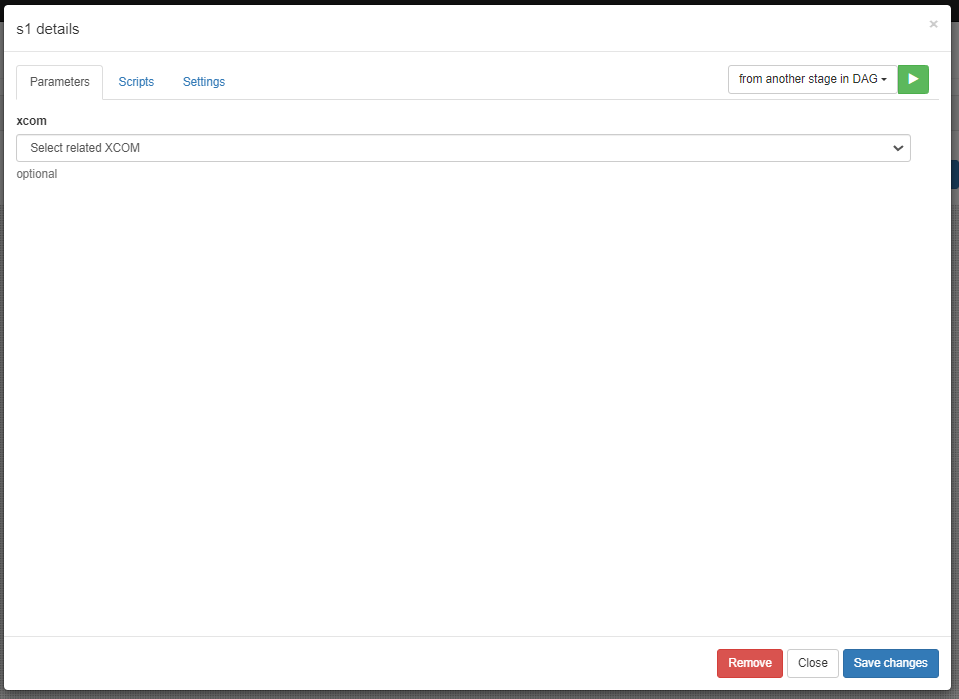 s1 details
×
Parameters Scripts Settings from another stage in DAG
xcom
Select related XCOM
optional
Remove Close Save changes